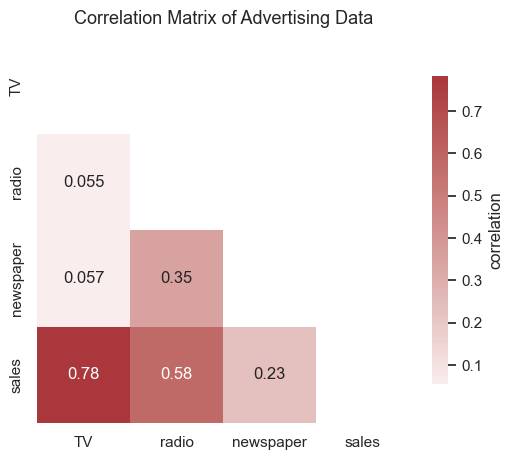 Correlation Matrix of Advertising Data
TV
radio
newspaper
sales
0.055
0.057 0.35
0.78 0.58 0.23
TV radio newspaper sales
0.7
0.6
0.5
0.4
0.3
0.2
0.1
correlation